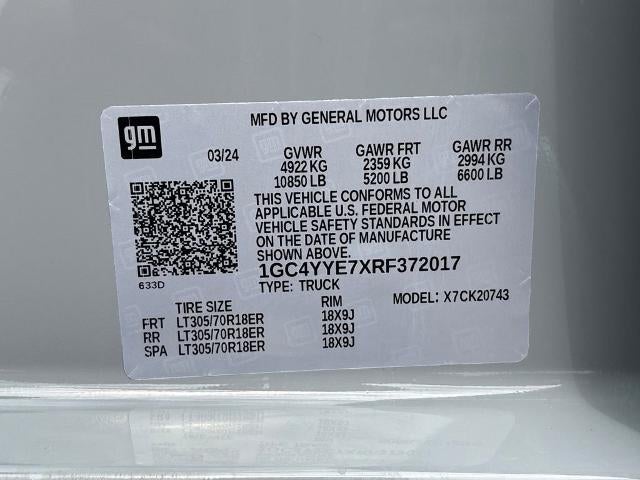 gm
MFD BY GENERAL MOTORS LLC
03/24 GVWR GAWR FRT GAWR RR
4922 KG 2359 KG 2994 KG
10850 LB 5200 LB 6600 LB
THIS VEHICLE CONFORMS TO ALL
APPLICABLE U.S. FEDERAL MOTOR
VEHICLE SAFETY STANDARDS IN EFFECT
ON THE DATE OF MANUFACTURE
SHOWN ABOVE.
1GC4YYE7XRF372017
633D
TYPE: TRUCK MODEL: X7CK20743
TIRE SIZE RIM
FRT LT305/70R18ER 18X9J
RR LT305/70R18ER 18X9J
SPA LT305/70R18ER 18X9J